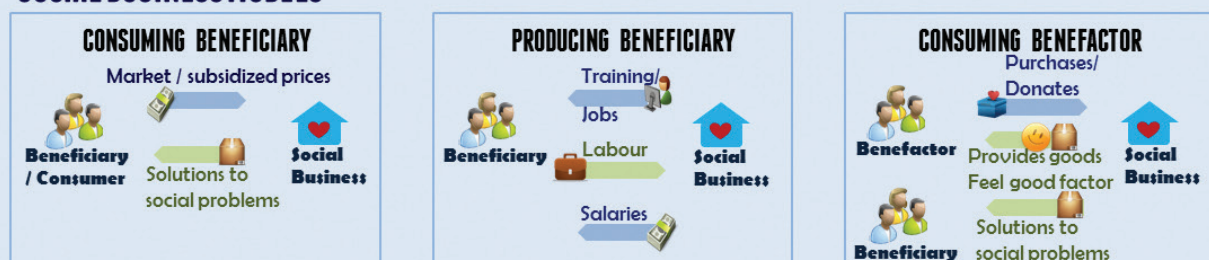 CONSUMING BENEFICIARY
Market / subsidized prices
Beneficiary
/ Consumer
Solutions to
social problems
Social
Business
PRODUCING BENEFICIARY
Training/
Jobs
Beneficiary
Labour
Social
Business
Salaries
CONSUMING BENEFACTOR
Purchases/
Donates
Benefactor
Provides goods
Feel good factor
Social
Business
Beneficiary
Solutions to
social problems